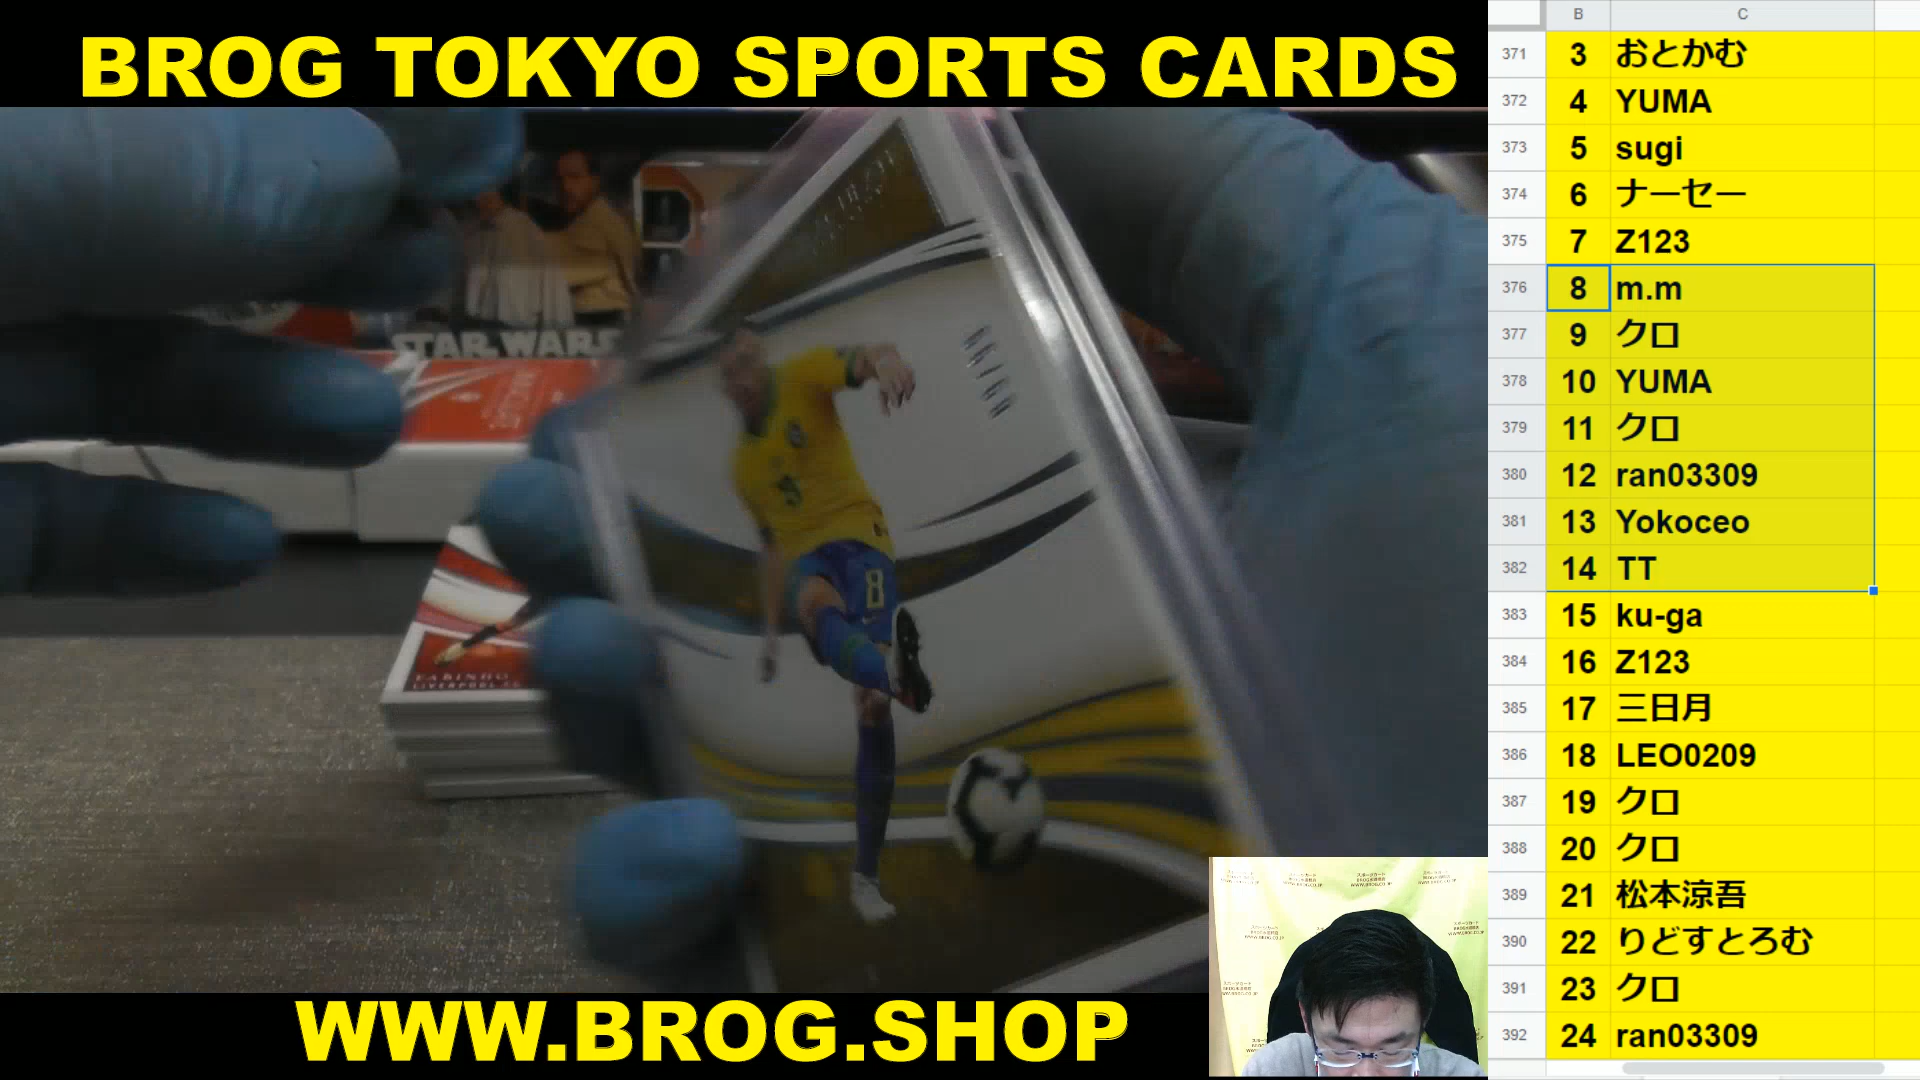 BROG TOKYO SPORTS CARDS
STAR WARS
8
FABINHO
LIVERPOOL FC
WWW.BROG.SHOP
B C
371 3 おとかむ
372 4 YUMA
373 5 sugi
374 6 ナーセー
375 7 Z123
376 8 m.m
377 9 クロ
378 10 YUMA
379 11 クロ
380 12 ran03309
381 13 Yokoceo
382 14 TT
383 15 ku-ga
384 16 Z123
385 17 三日月
386 18 LEO0209
387 19 クロ
388 20 クロ
389 21 松本涼吾
390 22 りどすとろむ
391 23 クロ
392 24 ran03309